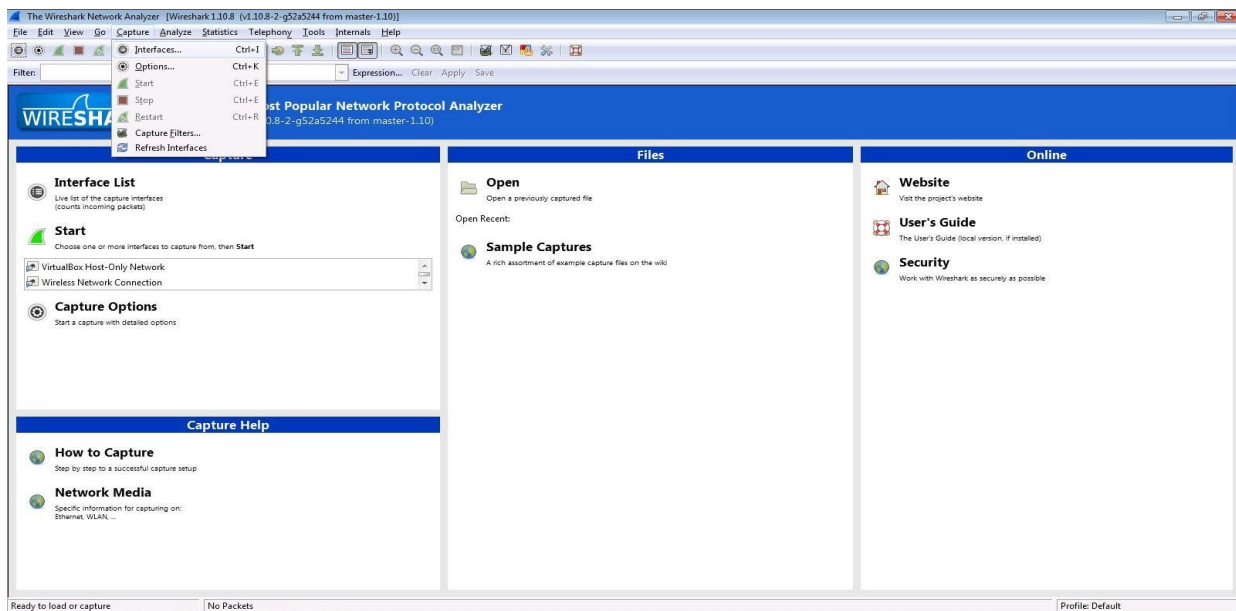 The Wireshark Network Analyzer [Wireshark 1.10.8 (v1.10.8-2-g52a5244 from master-1.10)]
File Edit View Go Capture Analyze Statistics Telephony Tools Internals Help
Interfaces... Ctrl+I
Options... Ctrl+K
Start Ctrl+E
Stop Ctrl+E
Restart Ctrl+R
Capture Filters...
Refresh Interfaces
Filter:
Expression... Clear Apply Save
WIRESHA
st Popular Network Protocol Analyzer
0.8-2-g52a5244 from master-1.10)
Capture
Interface List
Live list of the capture interfaces
(counts incoming packets)
Start
Choose one or more interfaces to capture from, then Start
VirtualBox Host-Only Network
Wireless Network Connection
Capture Options
Start a capture with detailed options
Capture Help
How to Capture
Step by step to a successful capture setup
Network Media
Specific information for capturing on:
Ethernet, WLAN, ...
Files
Open
Open a previously captured file
Open Recent:
Sample Captures
A rich assortment of example capture files on the wiki
Online
Website
Visit the project's website
User's Guide
The User's Guide (local version, if installed)
Security
Work with Wireshark as securely as possible
Ready to load or capture
No Packets
Profile: Default